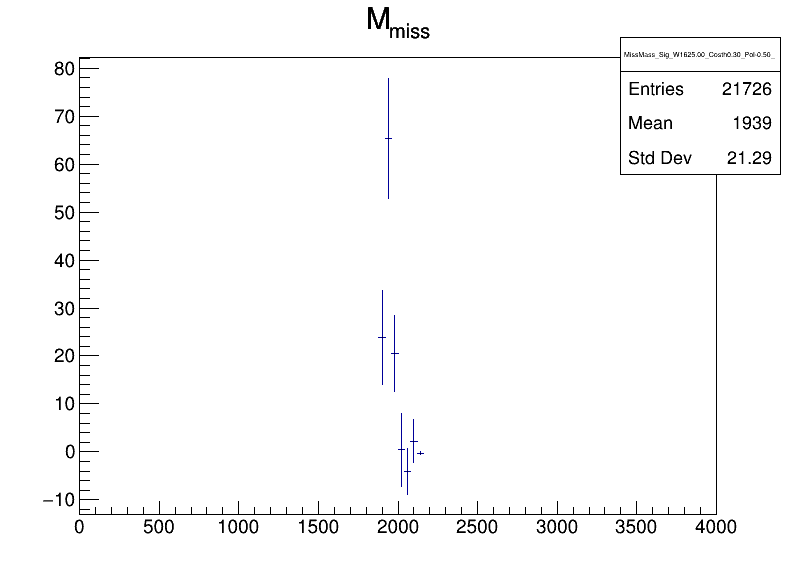 M_miss
MissMass_Sig_W1625.00_Costh0.30_Pol-0.50_
Entries 21726
Mean 1939
Std Dev 21.29
80
70
60
50
40
30
20
10
0
−10
0 500 1000 1500 2000 2500 3000 3500 4000